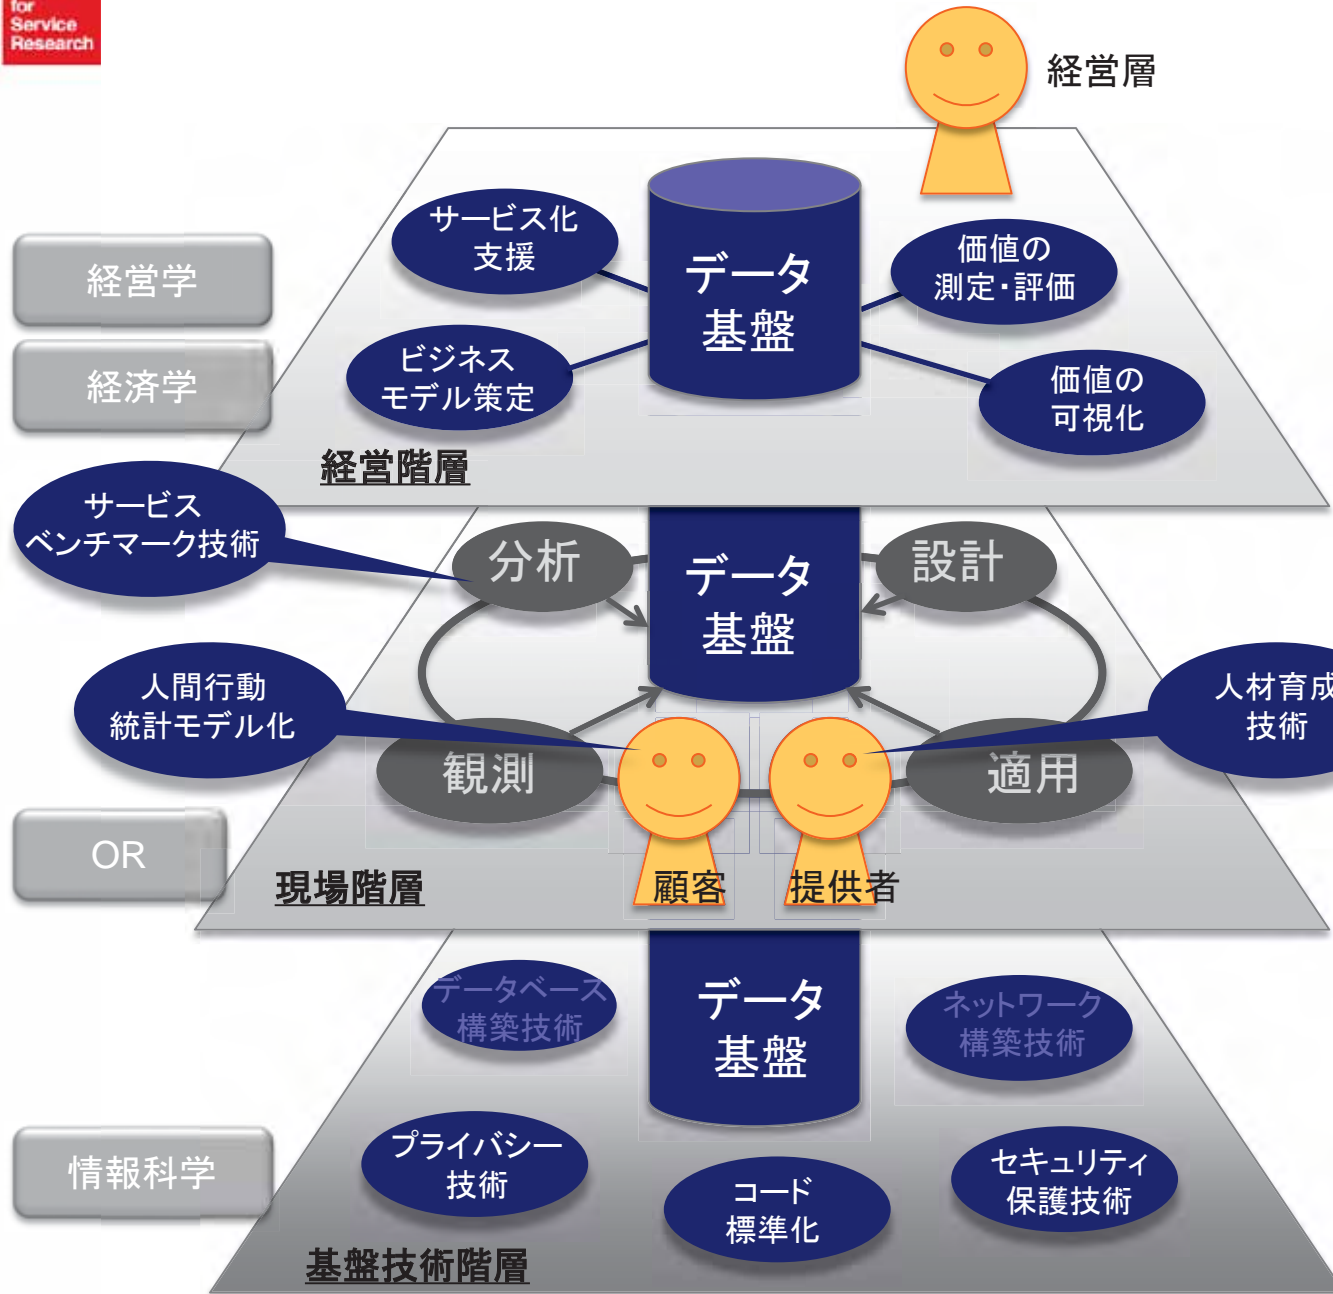 for
Service
Research
経営層
サービス化
支援
データ
基盤
価値の
測定・評価
経営学
ビジネス
モデル策定
価値の
可視化
経済学
経営階層
サービス
ベンチマーク技術
分析
データ
基盤
設計
人間行動
統計モデル化
人材育成
技術
観測
適用
OR
現場階層
顧客
提供者
データベース
構築技術
データ
基盤
ネットワーク
構築技術
プライバシー
技術
コード
標準化
セキュリティ
保護技術
情報科学
基盤技術階層